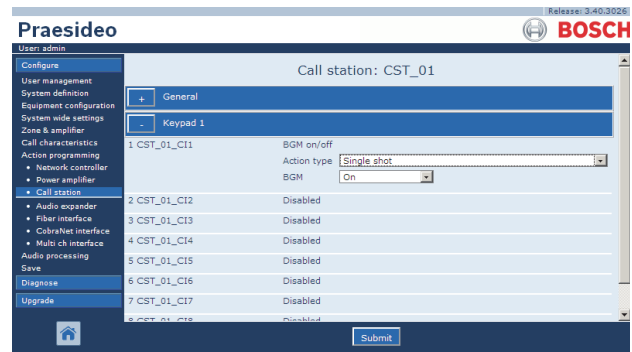 Release: 3.40.3026
Praesideo
BOSCH
User: admin
Configure
User management
System definition
Equipment configuration
System wide settings
Zone & amplifier
Call characteristics
Action programming
• Network controller
• Power amplifier
• Call station
• Audio expander
• Fiber interface
• CobraNet interface
• Multi ch interface
Audio processing
Save
Diagnose
Upgrade
Call station: CST_01
+ General
- Keypad 1
1 CST_01_CI1 BGM on/off
Action type Single shot
BGM On
2 CST_01_CI2 Disabled
3 CST_01_CI3 Disabled
4 CST_01_CI4 Disabled
5 CST_01_CI5 Disabled
6 CST_01_CI6 Disabled
7 CST_01_CI7 Disabled
8 CST_01_CI8 Disabled
Submit